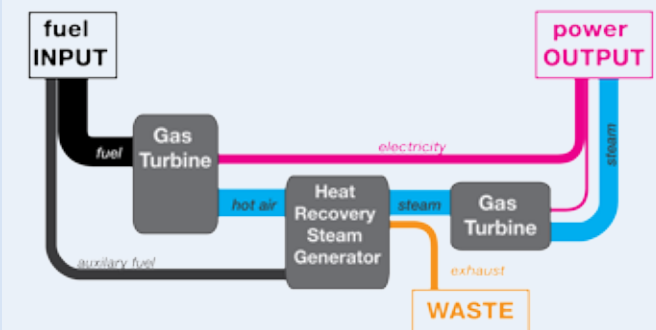 fuel
INPUT
power
OUTPUT
fuel
Gas
Turbine
electricity
steam
hot air
Heat
Recovery
Steam
Generator
steam
Gas
Turbine
auxilary fuel
exhaust
WASTE